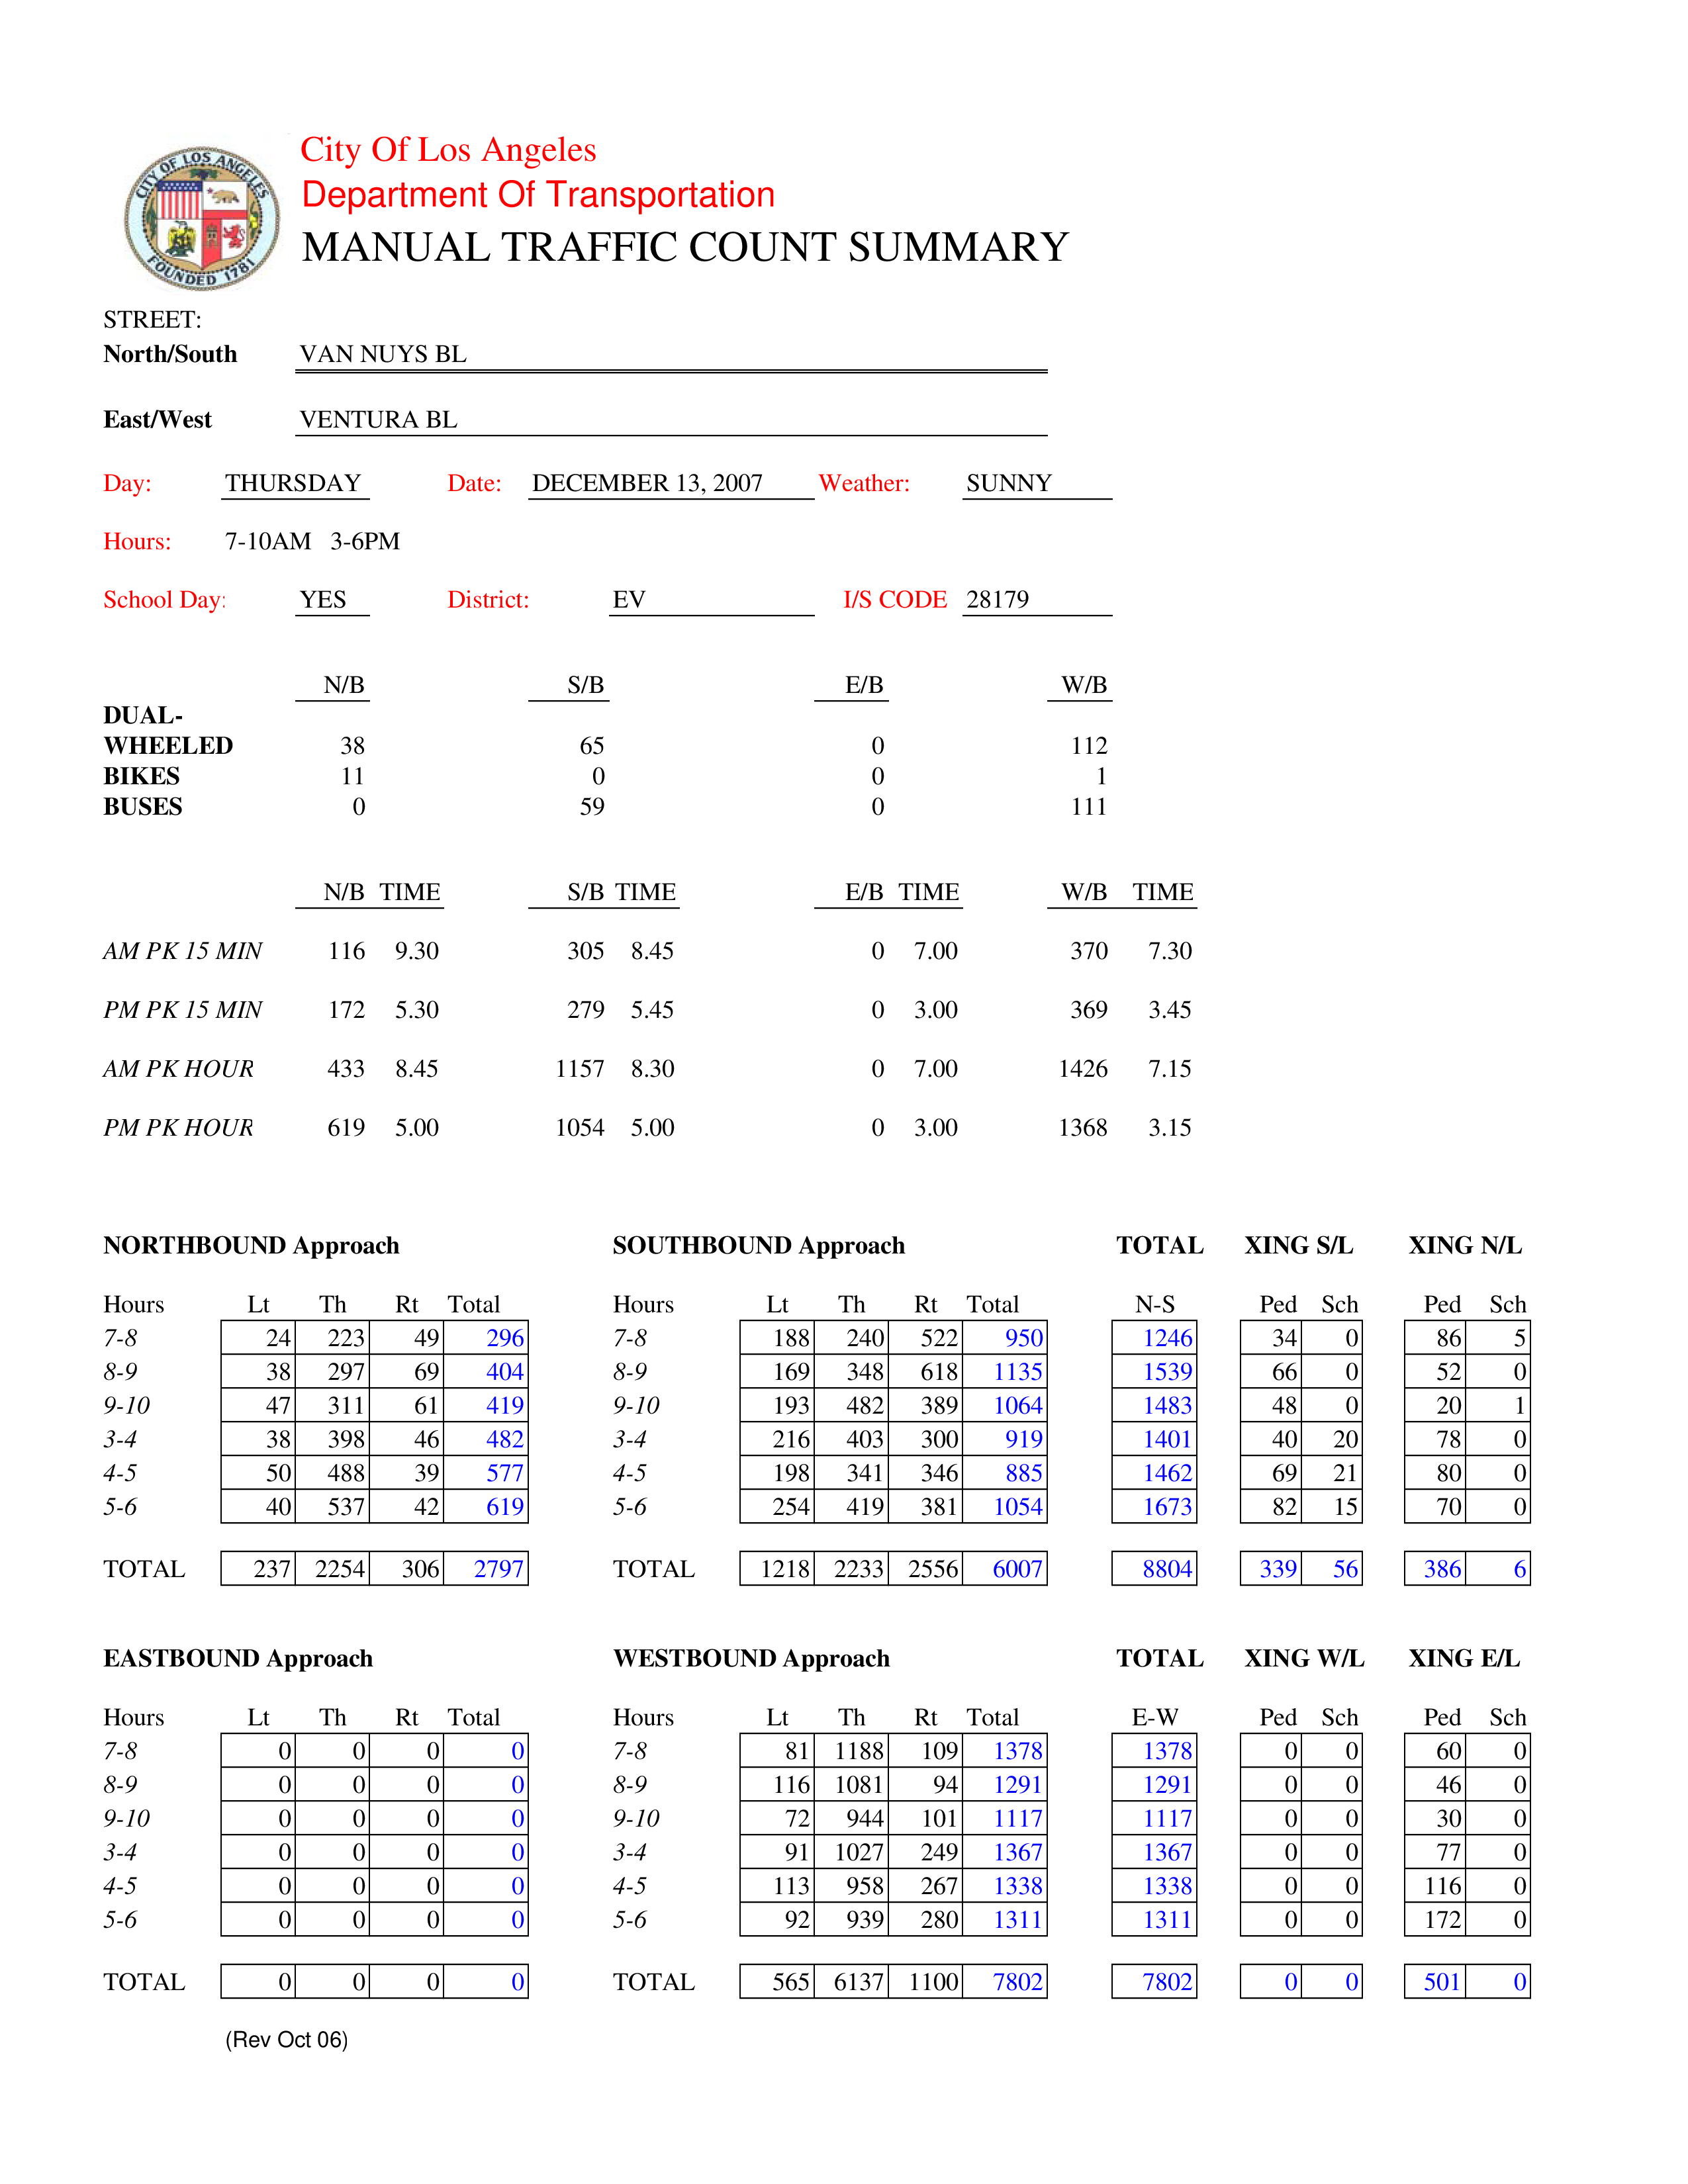 CITY OF LOS ANGELES
FOUNDED 1781
City Of Los Angeles
Department Of Transportation
MANUAL TRAFFIC COUNT SUMMARY
STREET:
North/South VAN NUYS BL
East/West VENTURA BL
Day: THURSDAY Date: DECEMBER 13, 2007 Weather: SUNNY
Hours: 7-10AM 3-6PM
School Day: YES District: EV I/S CODE 28179
N/B S/B E/B W/B
DUAL-
WHEELED 38 65 0 112
BIKES 11 0 0 1
BUSES 0 59 0 111
N/B TIME S/B TIME E/B TIME W/B TIME
AM PK 15 MIN 116 9.30 305 8.45 0 7.00 370 7.30
PM PK 15 MIN 172 5.30 279 5.45 0 3.00 369 3.45
AM PK HOUR 433 8.45 1157 8.30 0 7.00 1426 7.15
PM PK HOUR 619 5.00 1054 5.00 0 3.00 1368 3.15
NORTHBOUND Approach SOUTHBOUND Approach TOTAL XING S/L XING N/L
Hours Lt Th Rt Total Hours Lt Th Rt Total N-S Ped Sch Ped Sch
7-8 24 223 49 296 7-8 188 240 522 950 1246 34 0 86 5
8-9 38 297 69 404 8-9 169 348 618 1135 1539 66 0 52 0
9-10 47 311 61 419 9-10 193 482 389 1064 1483 48 0 20 1
3-4 38 398 46 482 3-4 216 403 300 919 1401 40 20 78 0
4-5 50 488 39 577 4-5 198 341 346 885 1462 69 21 80 0
5-6 40 537 42 619 5-6 254 419 381 1054 1673 82 15 70 0
TOTAL 237 2254 306 2797 TOTAL 1218 2233 2556 6007 8804 339 56 386 6
EASTBOUND Approach WESTBOUND Approach TOTAL XING W/L XING E/L
Hours Lt Th Rt Total Hours Lt Th Rt Total E-W Ped Sch Ped Sch
7-8 0 0 0 0 7-8 81 1188 109 1378 1378 0 0 60 0
8-9 0 0 0 0 8-9 116 1081 94 1291 1291 0 0 46 0
9-10 0 0 0 0 9-10 72 944 101 1117 1117 0 0 30 0
3-4 0 0 0 0 3-4 91 1027 249 1367 1367 0 0 77 0
4-5 0 0 0 0 4-5 113 958 267 1338 1338 0 0 116 0
5-6 0 0 0 0 5-6 92 939 280 1311 1311 0 0 172 0
TOTAL 0 0 0 0 TOTAL 565 6137 1100 7802 7802 0 0 501 0
(Rev Oct 06)